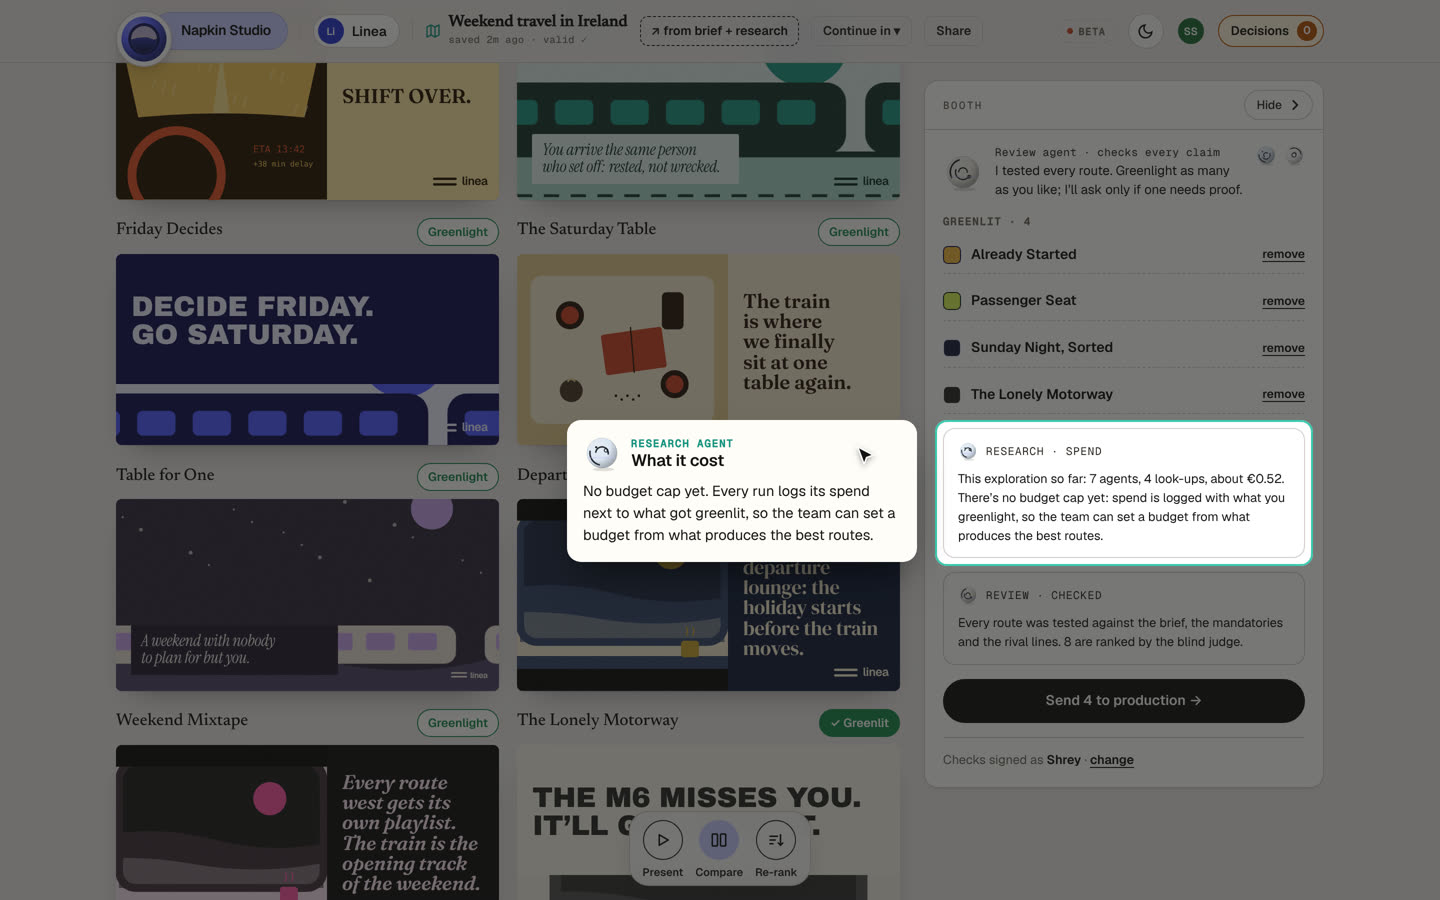 Napkin Studio
Li
Linea
Weekend travel in Ireland
saved 2m ago · valid ✓
↗ from brief + research
Continue in ▾
Share
BETA
SS
Decisions 0
SHIFT OVER.
ETA 13:42
+38 min delay
linea
You arrive the same person
who set off: rested, not wrecked.
linea
Friday Decides
Greenlight
The Saturday Table
Greenlight
DECIDE FRIDAY.
GO SATURDAY.
linea
The train
is where
we finally
sit at one
table again.
Table for One
Greenlight
Depart
A weekend with nobody
to plan for but you.
linea
departure
lounge: the
holiday starts
before the train
moves.
linea
Weekend Mixtape
Greenlight
The Lonely Motorway
✓ Greenlit
Every route
west gets its
own playlist.
The train is the
opening track
of the weekend.
THE M6 MISSES YOU.
IT'LL G
Present
Compare
Re-rank
RESEARCH AGENT
What it cost
No budget cap yet. Every run logs its spend
next to what got greenlit, so the team can set a
budget from what produces the best routes.
BOOTH
Hide
Review agent · checks every claim
I tested every route. Greenlight as many
as you like; I'll ask only if one needs proof.
GREENLIT · 4
Already Started
remove
Passenger Seat
remove
Sunday Night, Sorted
remove
The Lonely Motorway
remove
RESEARCH · SPEND
This exploration so far: 7 agents, 4 look-ups, about €0.52.
There's no budget cap yet: spend is logged with what you
greenlight, so the team can set a budget from what
produces the best routes.
REVIEW · CHECKED
Every route was tested against the brief, the mandatories
and the rival lines. 8 are ranked by the blind judge.
Send 4 to production →
Checks signed as Shrey · change